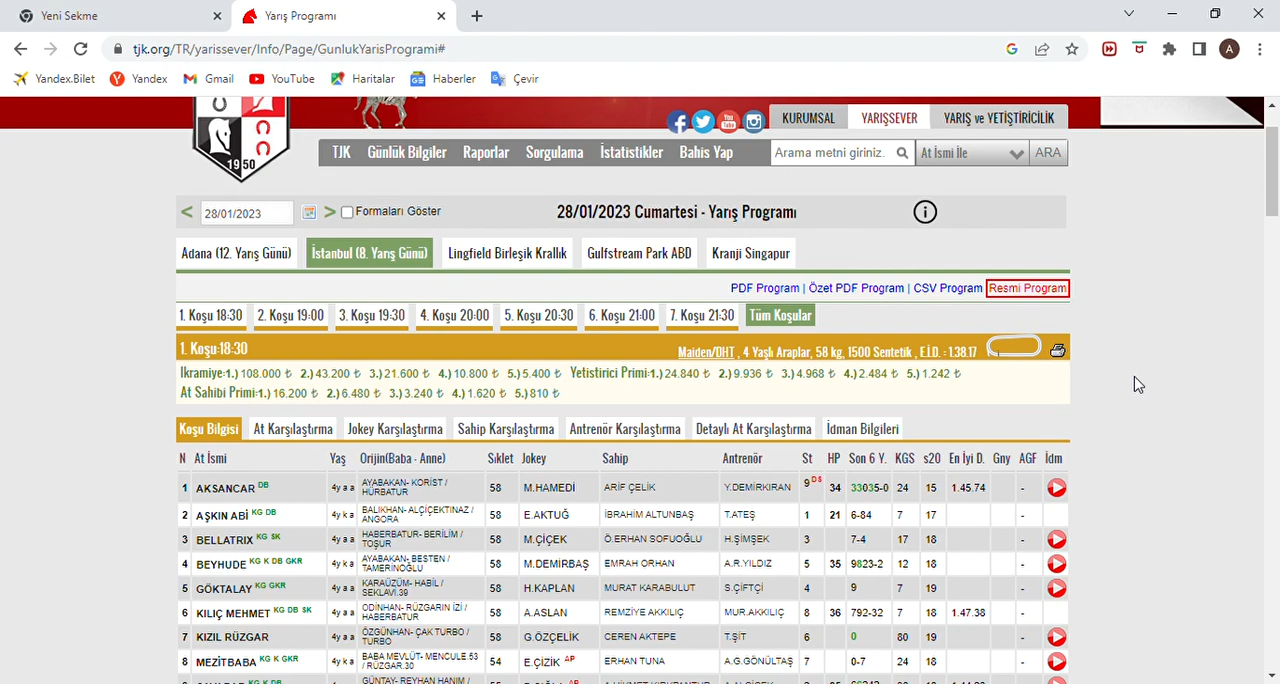 Yeni Sekme
Yarış Programı
tjk.org/TR/yarissever/Info/Page/GunlukYarisProgrami#
A
Yandex.Bilet Yandex Gmail YouTube Haritalar Haberler Çevir
1950
You Tube
KURUMSAL YARIŞSEVER YARIŞ ve YETİŞTİRİCİLİK
TJK Günlük Bilgiler Raporlar Sorgulama İstatistikler Bahis Yap Arama metni giriniz. At İsmi İle ARA
< 28/01/2023 > Formaları Göster 28/01/2023 Cumartesi - Yarış Programı
Adana (12. Yarış Günü) İstanbul (8. Yarış Günü) Lingfield Birleşik Krallık Gulfstream Park ABD Kranji Singapur
PDF Program | Özet PDF Program | CSV Program Resmi Program
1. Koşu 18:30 2. Koşu 19:00 3. Koşu 19:30 4. Koşu 20:00 5. Koşu 20:30 6. Koşu 21:00 7. Koşu 21:30 Tüm Koşular
1. Koşu:18:30 Maiden/DHT , 4 Yaşlı Araplar, 58 kg, 1500 Sentetik , E.İ.D. - 1.38.17
Ikramiye:1.) 108.000 ₺ 2.) 43.200 ₺ 3.) 21.600 ₺ 4.) 10.800 ₺ 5.) 5.400 ₺ Yetistirici Primi:1.) 24.840 ₺ 2.) 9.936 ₺ 3.) 4.968 ₺ 4.) 2.484 ₺ 5.) 1.242 ₺
At Sahibi Primi:1.) 16.200 ₺ 2.) 6.480 ₺ 3.) 3.240 ₺ 4.) 1.620 ₺ 5.) 810 ₺
Koşu Bilgisi At Karşılaştırma Jokey Karşılaştırma Sahip Karşılaştırma Antrenör Karşılaştırma Detaylı At Karşılaştırma İdman Bilgileri
N At İsmi Yaş Orijin(Baba - Anne) Sıklet Jokey Sahip Antrenör St HP Son 6 Y. KGS s20 En İyi D. Gny AGF İdm
1 AKSANCAR DB 4y a a AYABAKAN- KORİST / HÜRBATUR 58 M.HAMEDİ ARİF ÇELİK Y.DEMİRKIRAN 9 DS 34 33035-0 24 15 1.45.74 -
2 AŞKIN ABİ KG DB 4y k a BALIKHAN- ALÇİÇEKTINAZ / ANGORA 58 E.AKTUĞ İBRAHİM ALTUNBAŞ T.ATEŞ 1 21 6-84 7 17 -
3 BELLATRIX KG SK 4y a a HABERBATUR- BERİLİM / TOŞUR 58 M.ÇİÇEK Ö.ERHAN SOFUOĞLU H.ŞİMŞEK 3 7-4 17 18 -
4 BEYHUDE KG K DB GKR 4y a a AYABAKAN- BESTEN / TAMERİNOĞLU 58 M.DEMİRBAŞ EMRAH ORHAN A.R.YILDIZ 5 35 9823-2 12 18 -
5 GÖKTALAY KG GKR 4y a a KARAÜZÜM- HABİL / SEKLAVİ.39 58 H.KAPLAN MURAT KARABULUT S.ÇİFTÇİ 4 9 7 19 -
6 KILIÇ MEHMET KG DB SK 4y a a ODİNHAN- RÜZGARIN İZİ / HABERBATUR 58 A.ASLAN REMZİYE AKKILIÇ MUR.AKKILIÇ 8 36 792-32 7 18 1.47.38 -
7 KIZIL RÜZGAR 4y a a ÖZGÜNHAN- ÇAK TURBO / TURBO 58 G.ÖZÇELİK CEREN AKTEPE T.ŞİT 6 0 80 19 -
8 MEZİTBABA KG K GKR 4y k a BABA MEVLÜT- MENCULE.53 / RÜZGAR.30 54 E.ÇİZİK AP ERHAN TUNA A.G.GÖNÜLTAŞ 7 0-7 24 18 -
KG K DB GÜNTAY- REYHAN HANIM /